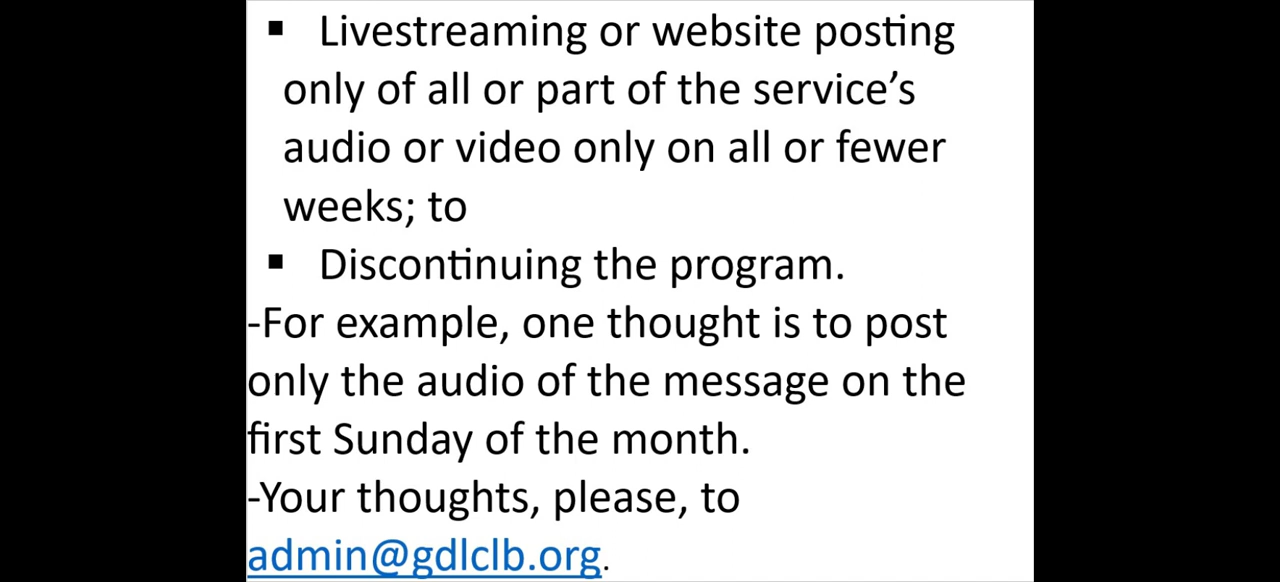 ▪ Livestreaming or website posting
only of all or part of the service’s
audio or video only on all or fewer
weeks; to
▪ Discontinuing the program.
-For example, one thought is to post
only the audio of the message on the
first Sunday of the month.
-Your thoughts, please, to
admin@gdlclb.org.